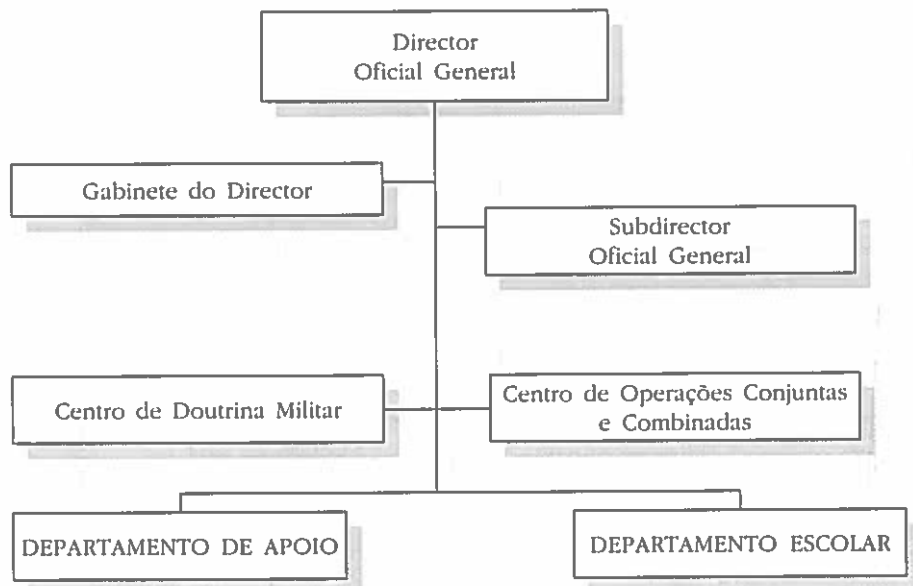 Director
Oficial General
Gabinete do Director
Subdirector
Oficial General
Centro de Doutrina Militar
Centro de Operações Conjuntas
e Combinadas
DEPARTAMENTO DE APOIO
DEPARTAMENTO ESCOLAR